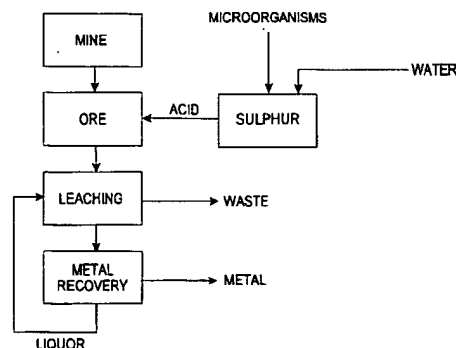 MICROORGANISMS
MINE
WATER
ACID
ORE
SULPHUR
LEACHING
WASTE
METAL
RECOVERY
METAL
LIQUOR